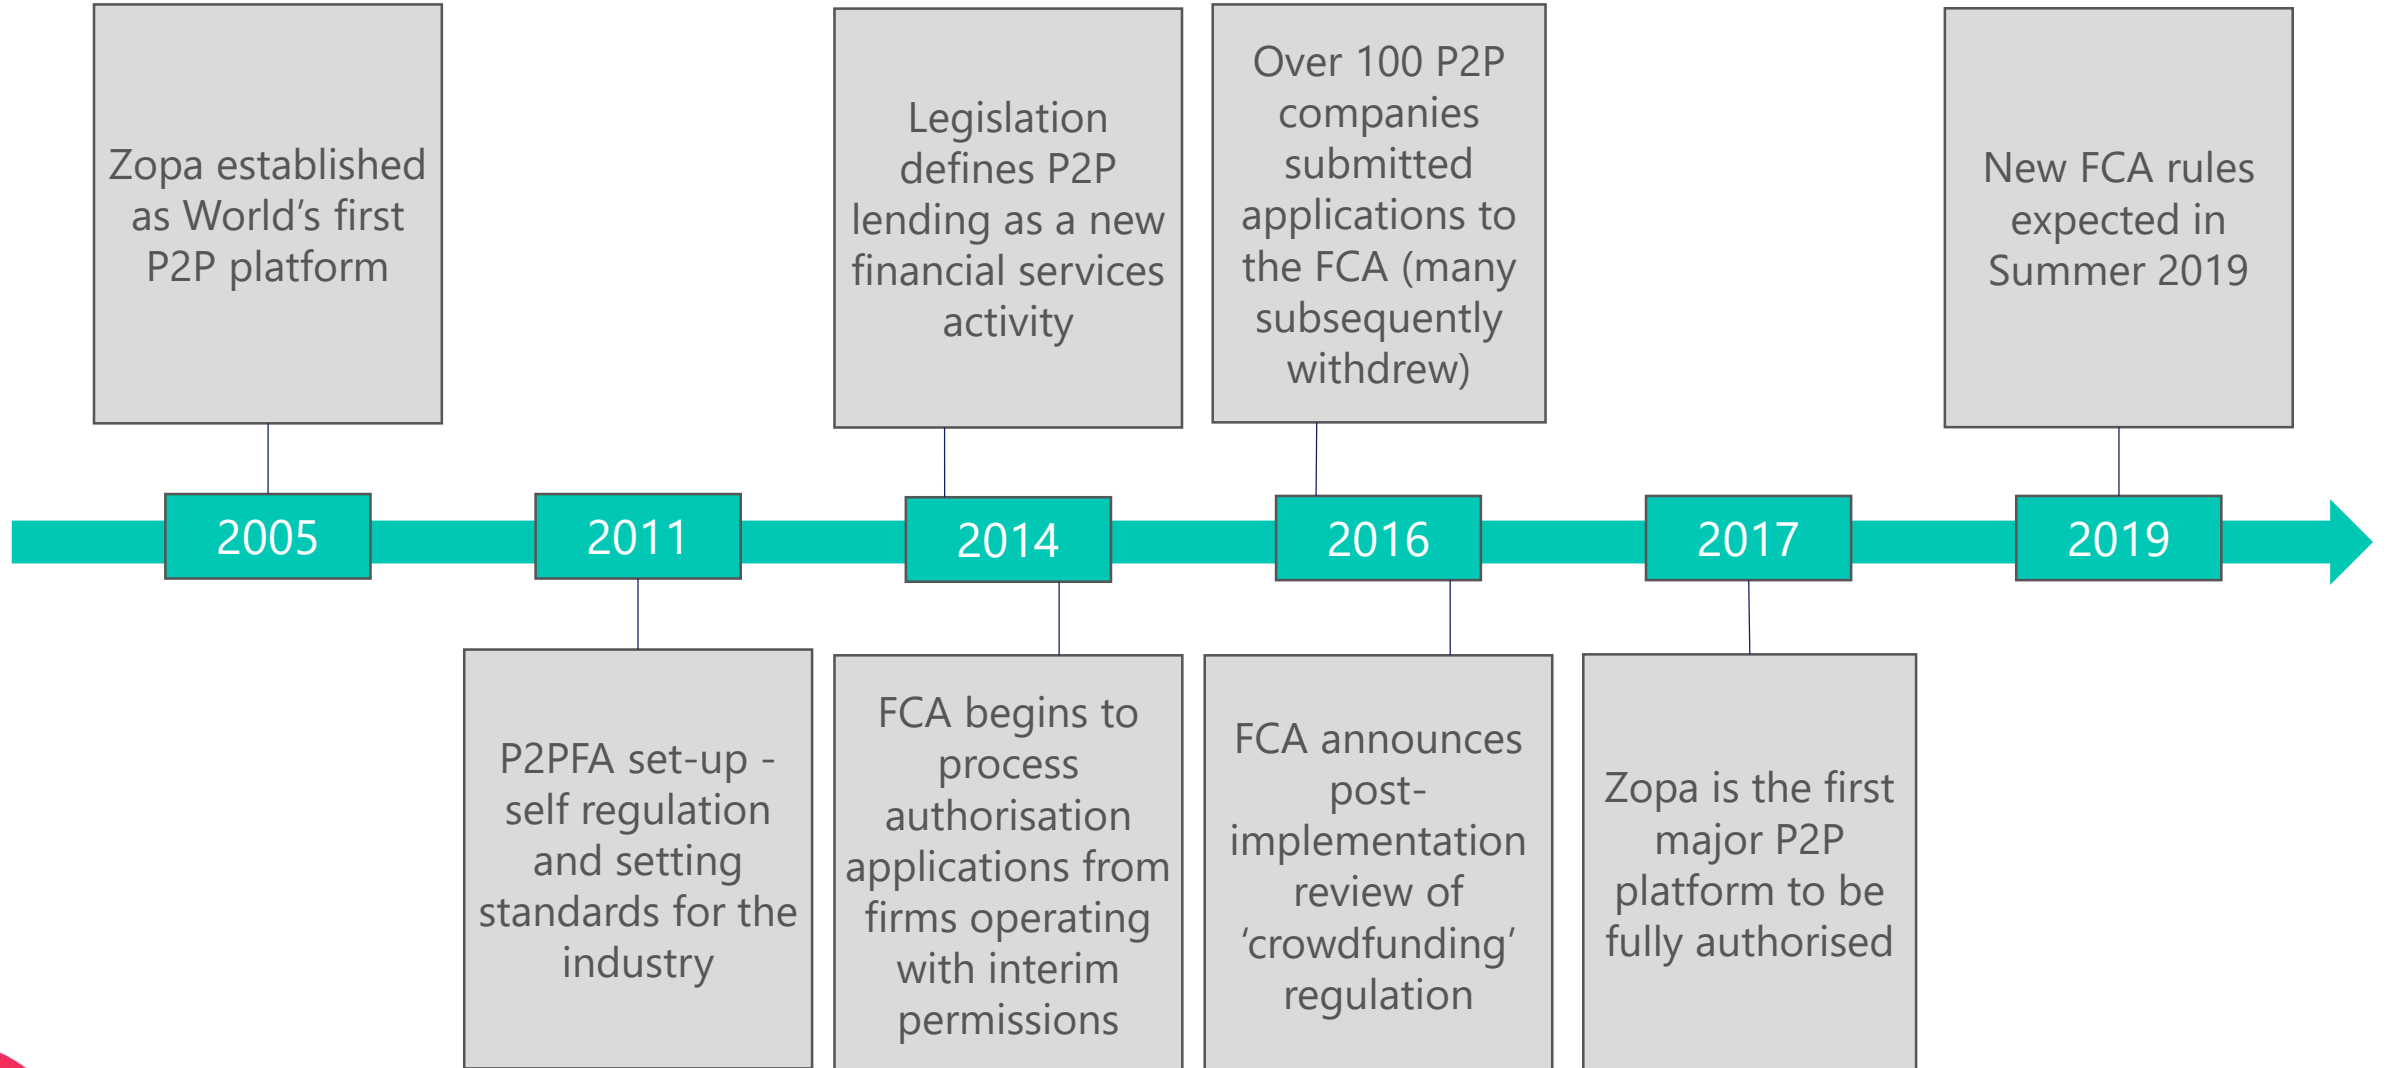 Zopa established
as World’s first
P2P platform
Legislation
defines P2P
lending as a new
financial services
activity
Over 100 P2P
companies
submitted
applications to
the FCA (many
subsequently
withdrew)
New FCA rules
expected in
Summer 2019
2005
2011
2014
2016
2017
2019
P2PFA set-up -
self regulation
and setting
standards for the
industry
FCA begins to
process
authorisation
applications from
firms operating
with interim
permissions
FCA announces
post-
implementation
review of
‘crowdfunding’
regulation
Zopa is the first
major P2P
platform to be
fully authorised